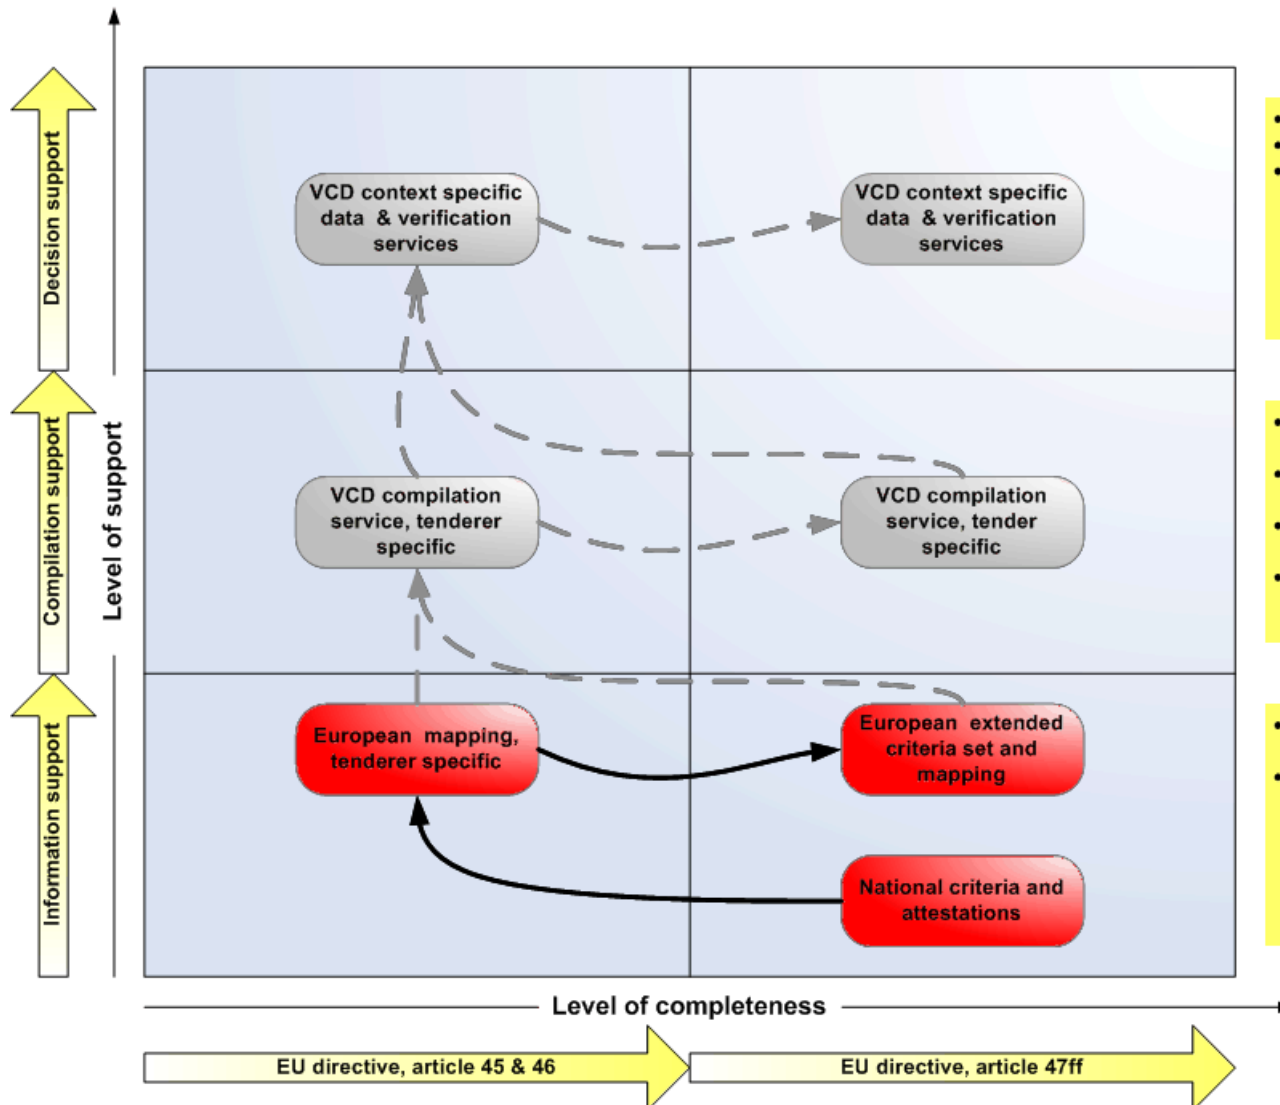 Decision support
VCD context specific
data & verification
services
VCD context specific
data & verification
services
Level of support
Compilation support
VCD compilation
service, tenderer
specific
VCD compilation
service, tender
specific
Information support
European mapping,
tenderer specific
European extended
criteria set and
mapping
National criteria and
attestations
Level of completeness
EU directive, article 45 & 46
EU directive, article 47ff